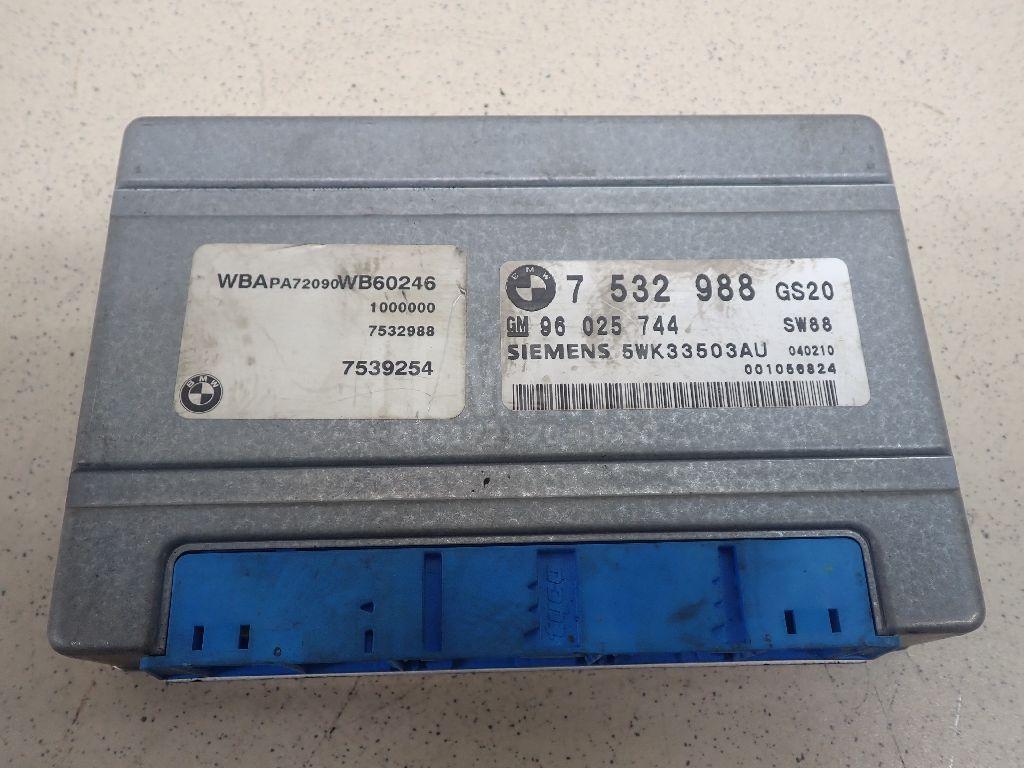 WBAPA72090WB60246
1000000
7532988
7539254
BMW
BMW
7 532 988 GS20
GM 96 025 744 SW88
SIEMENS 5WK33503AU 040210
001056824